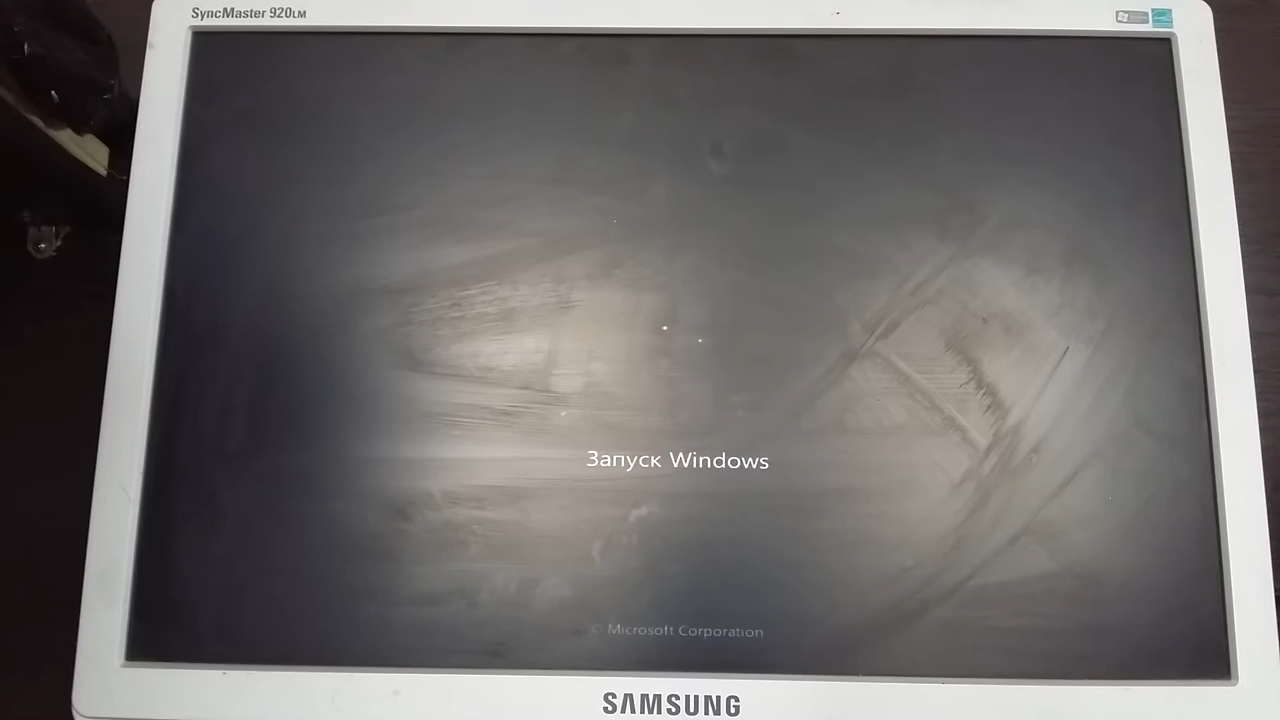 SyncMaster 920LM
Запуск Windows
© Microsoft Corporation
SAMSUNG